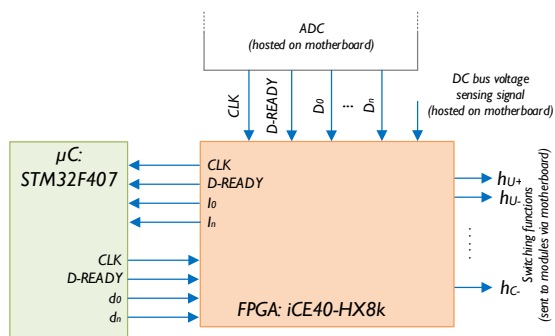 ADC
(hosted on motherboard)
CLK
D-READY
D0
...
Dn
DC bus voltage
sensing signal
(hosted on motherboard)
µC:
STM32F407
CLK
D-READY
I0
In
CLK
D-READY
d0
dn
FPGA: iCE40-HX8k
hU+
hU-
hC-
Switching functions
(sent to modules via motherboard)